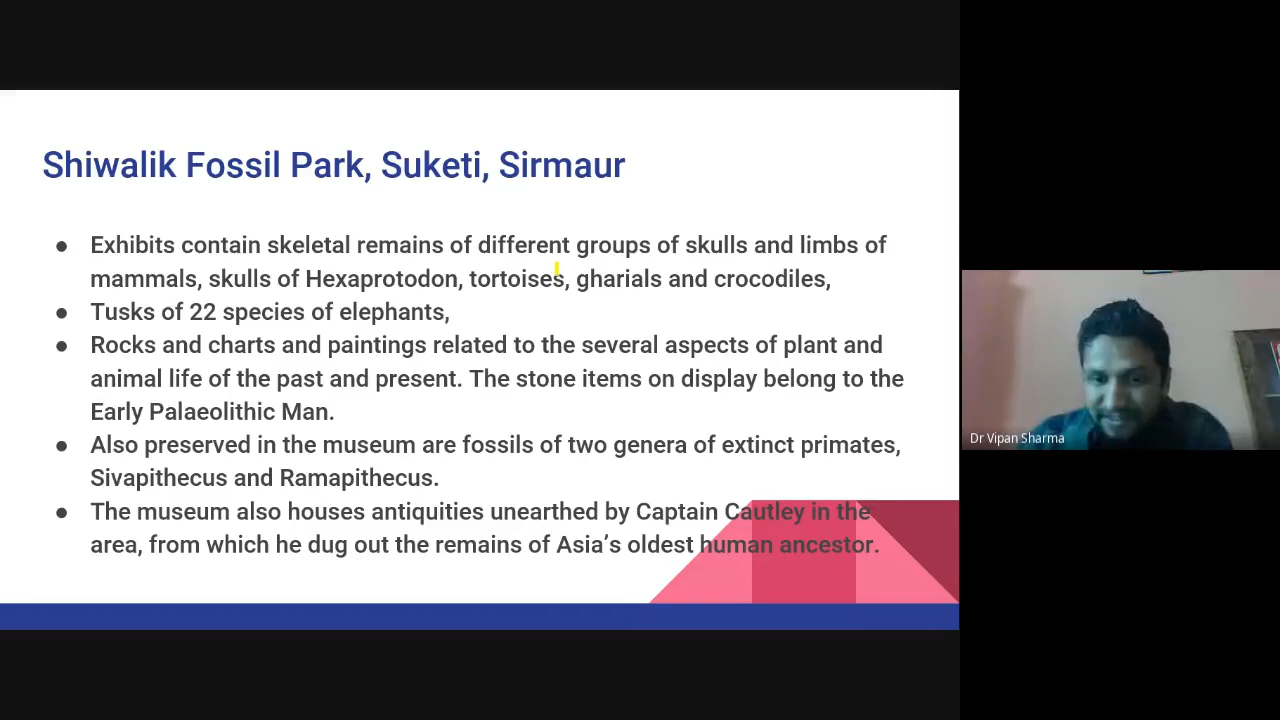 Shiwalik Fossil Park, Suketi, Sirmaur
● Exhibits contain skeletal remains of different groups of skulls and limbs of
mammals, skulls of Hexaprotodon, tortoises, gharials and crocodiles,
● Tusks of 22 species of elephants,
● Rocks and charts and paintings related to the several aspects of plant and
animal life of the past and present. The stone items on display belong to the
Early Palaeolithic Man.
● Also preserved in the museum are fossils of two genera of extinct primates,
Sivapithecus and Ramapithecus.
● The museum also houses antiquities unearthed by Captain Cautley in the
area, from which he dug out the remains of Asia’s oldest human ancestor.
Dr Vipan Sharma